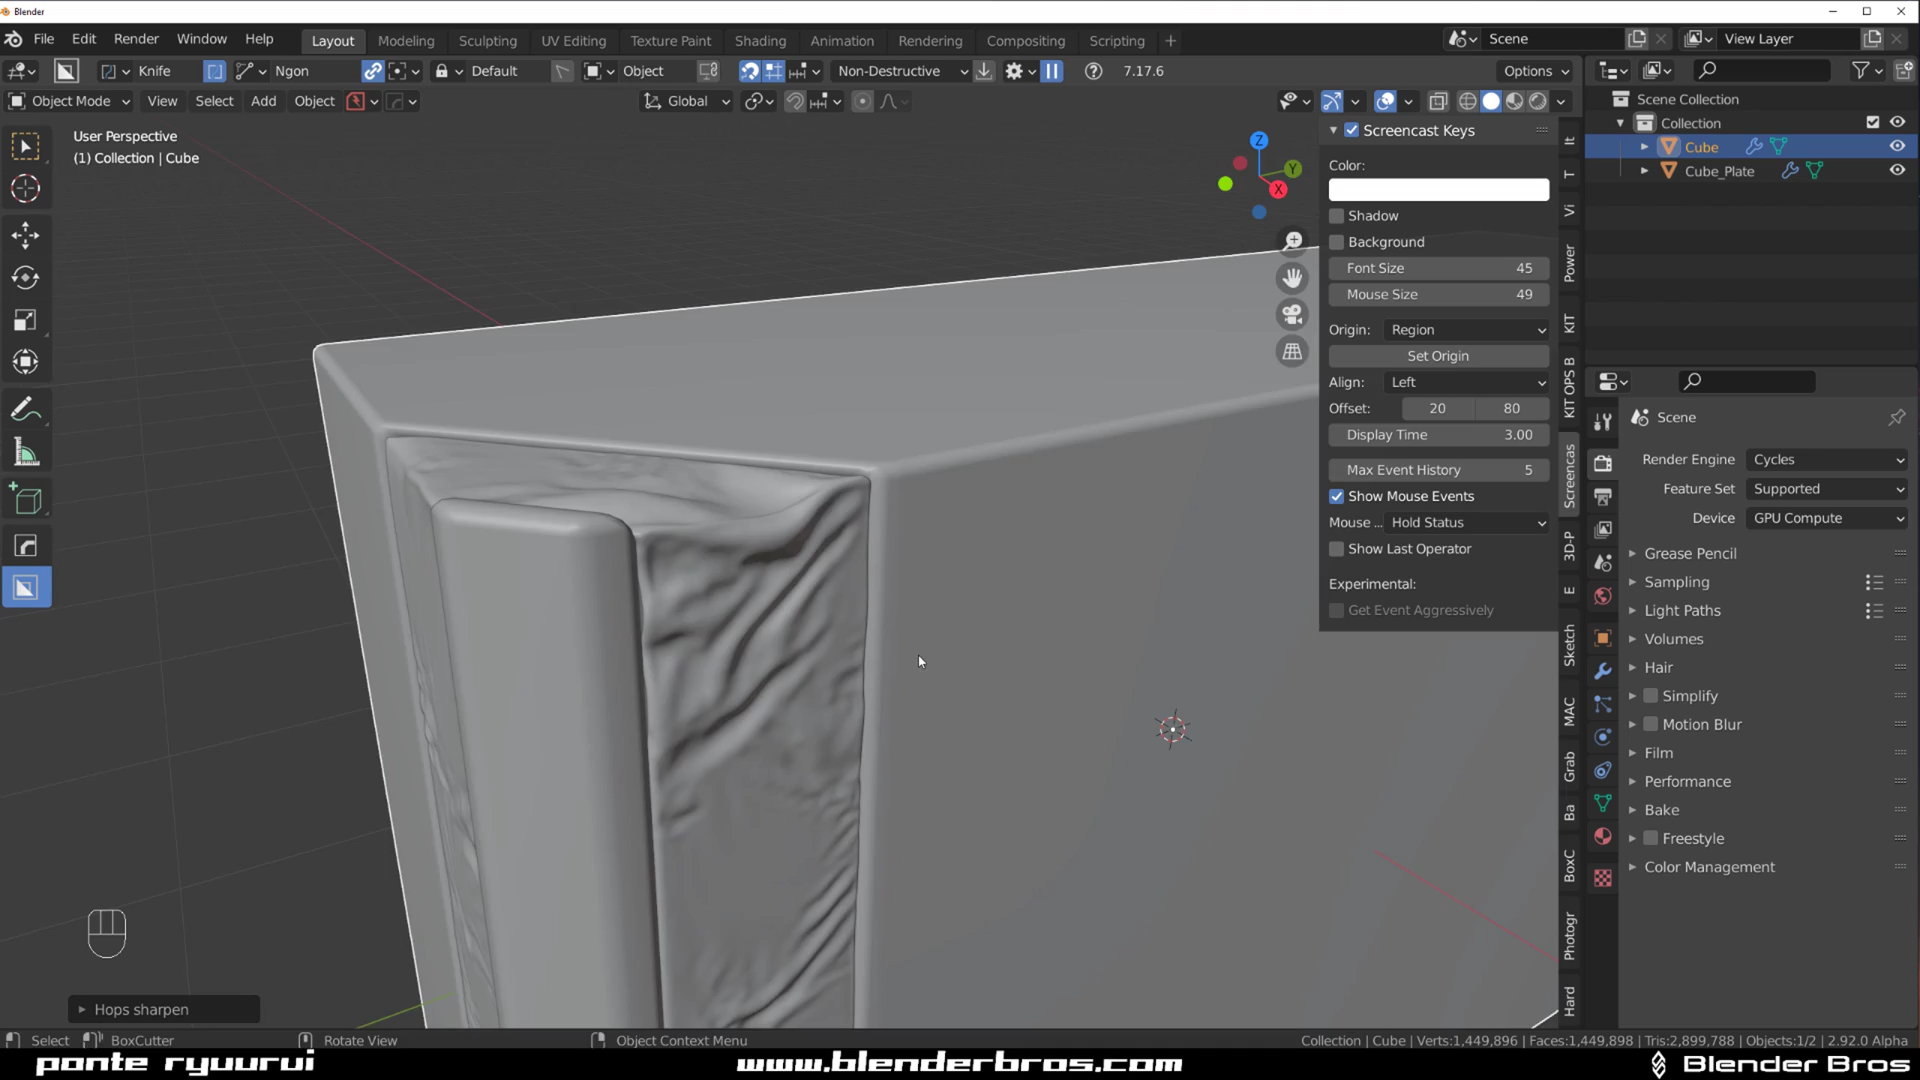 Blender
File Edit Render Window Help Layout Modeling Sculpting UV Editing Texture Paint Shading Animation Rendering Compositing Scripting + Scene View Layer
Knife Ngon Default Object Non-Destructive 7.17.6 Options
Object Mode View Select Add Object Global
User Perspective
(1) Collection | Cube
Z
Y
X
Screencast Keys
Color:
Shadow
Background
Font Size 45
Mouse Size 49
Origin: Region
Set Origin
Align: Left
Offset: 20 80
Display Time 3.00
Max Event History 5
Show Mouse Events
Mouse ... Hold Status
Show Last Operator
Experimental:
Get Event Aggressively
It
T
Vi
Power
KIT
KIT OPS B
Screencas
3D-P
E
Sketch
MAC
Grab
Ba
BoxC
Photogr
Hard
Scene Collection
Collection
Cube
Cube_Plate
Scene
Render Engine Cycles
Feature Set Supported
Device GPU Compute
Grease Pencil
Sampling
Light Paths
Volumes
Hair
Simplify
Motion Blur
Film
Performance
Bake
Freestyle
Color Management
Hops sharpen
Select BoxCutter Rotate View Object Context Menu Collection | Cube | Verts:1,449,896 | Faces:1,449,898 | Tris:2,899,788 | Objects:1/2 | 2.92.0 Alpha
ponte ryuurui www.blenderbros.com Blender Bros